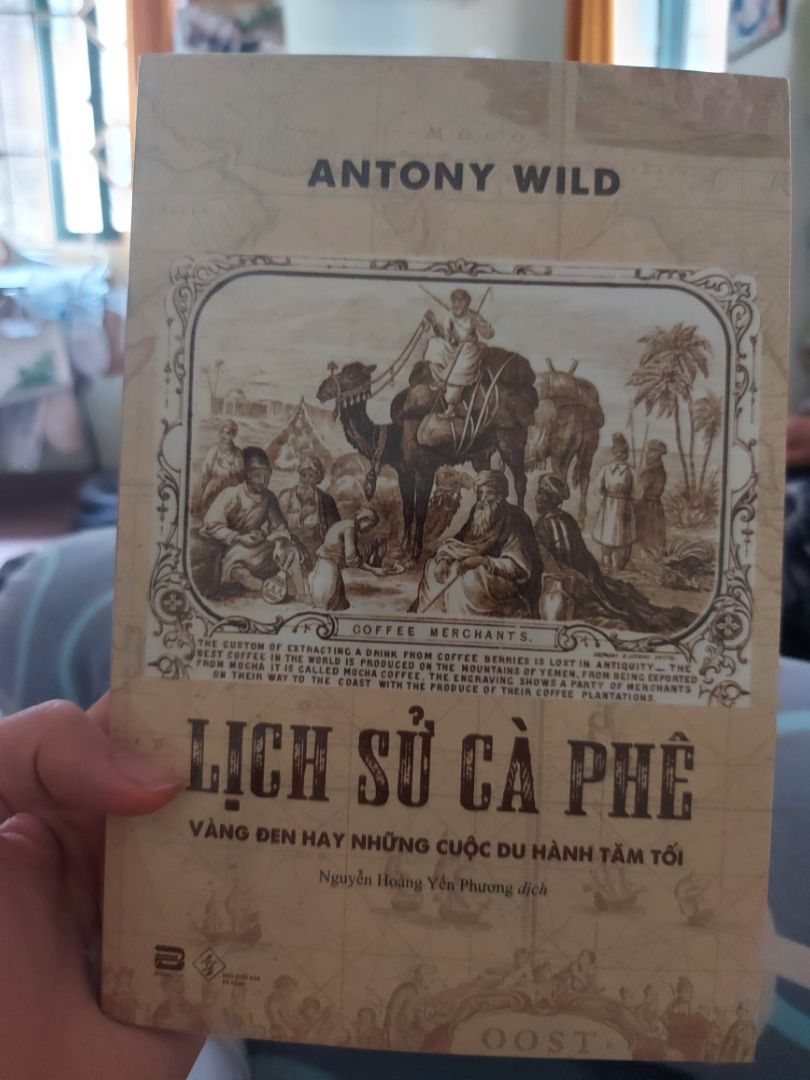 MOCO
A R
ANTONY WILD
COFFEE MERCHANTS.
THE CUSTOM OF EXTRACTING A DRINK FROM COFFEE BERRIES IS LOST IN ANTIQUITY— THE
BEST COFFEE IN THE WORLD IS PRODUCED ON THE MOUNTAINS OF YEMEN, FROM BEING EXPORTED
FROM MOCHA IT IS CALLED MOCHA COFFEE, THE ENGRAVING SHOWS A PARTY OF MERCHANTS
ON THEIR WAY TO THE COAST WITH THE PRODUCE OF THEIR COFFEE PLANTATIONS
LỊCH SỬ CÀ PHÊ
VÀNG ĐEN HAY NHỮNG CUỘC DU HÀNH TĂM TỐI
Nguyễn Hoàng Yến Phương dịch
OOST